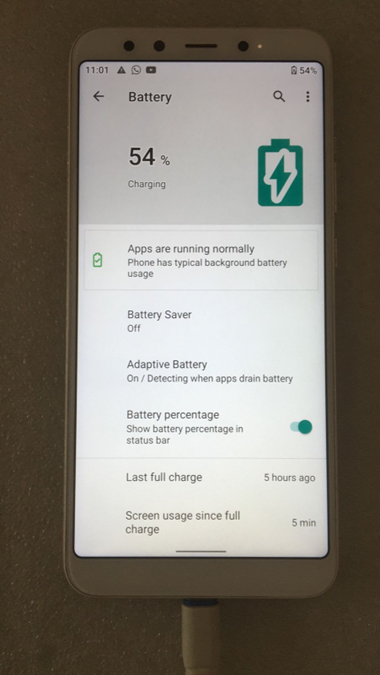 11:01 54%
Battery
54 %
Charging
Apps are running normally
Phone has typical background battery
usage
Battery Saver
Off
Adaptive Battery
On / Detecting when apps drain battery
Battery percentage
Show battery percentage in
status bar
Last full charge 5 hours ago
Screen usage since full
charge
5 min